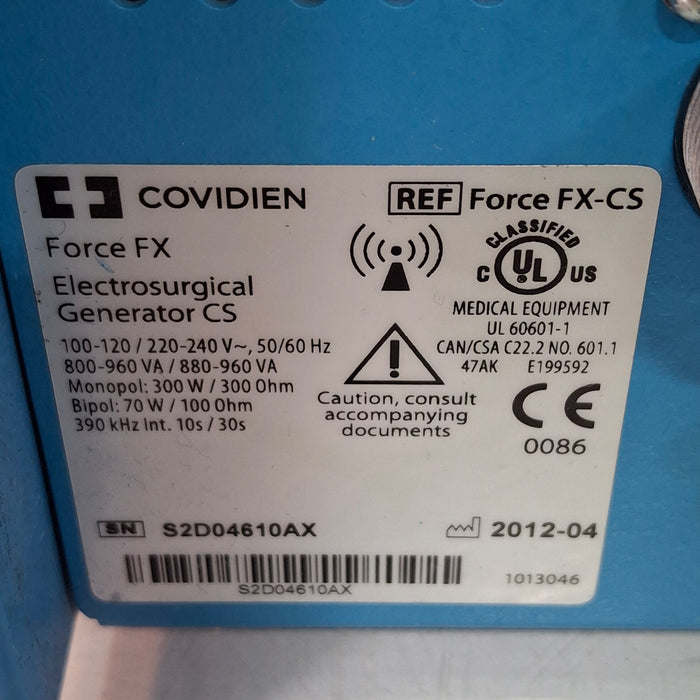 COVIDIEN
REF Force FX-CS
Force FX
Electrosurgical
Generator CS
100-120 / 220-240 V~, 50/60 Hz
800-960 VA / 880-960 VA
Monopol: 300 W / 300 Ohm
Bipol: 70 W / 100 Ohm
390 kHz Int. 10s / 30s
Caution, consult
accompanying
documents
CLASSIFIED
C UL US
MEDICAL EQUIPMENT
UL 60601-1
CAN/CSA C22.2 NO. 601.1
47AK E199592
CE
0086
SN S2D04610AX
2012-04
S2D04610AX
1013046